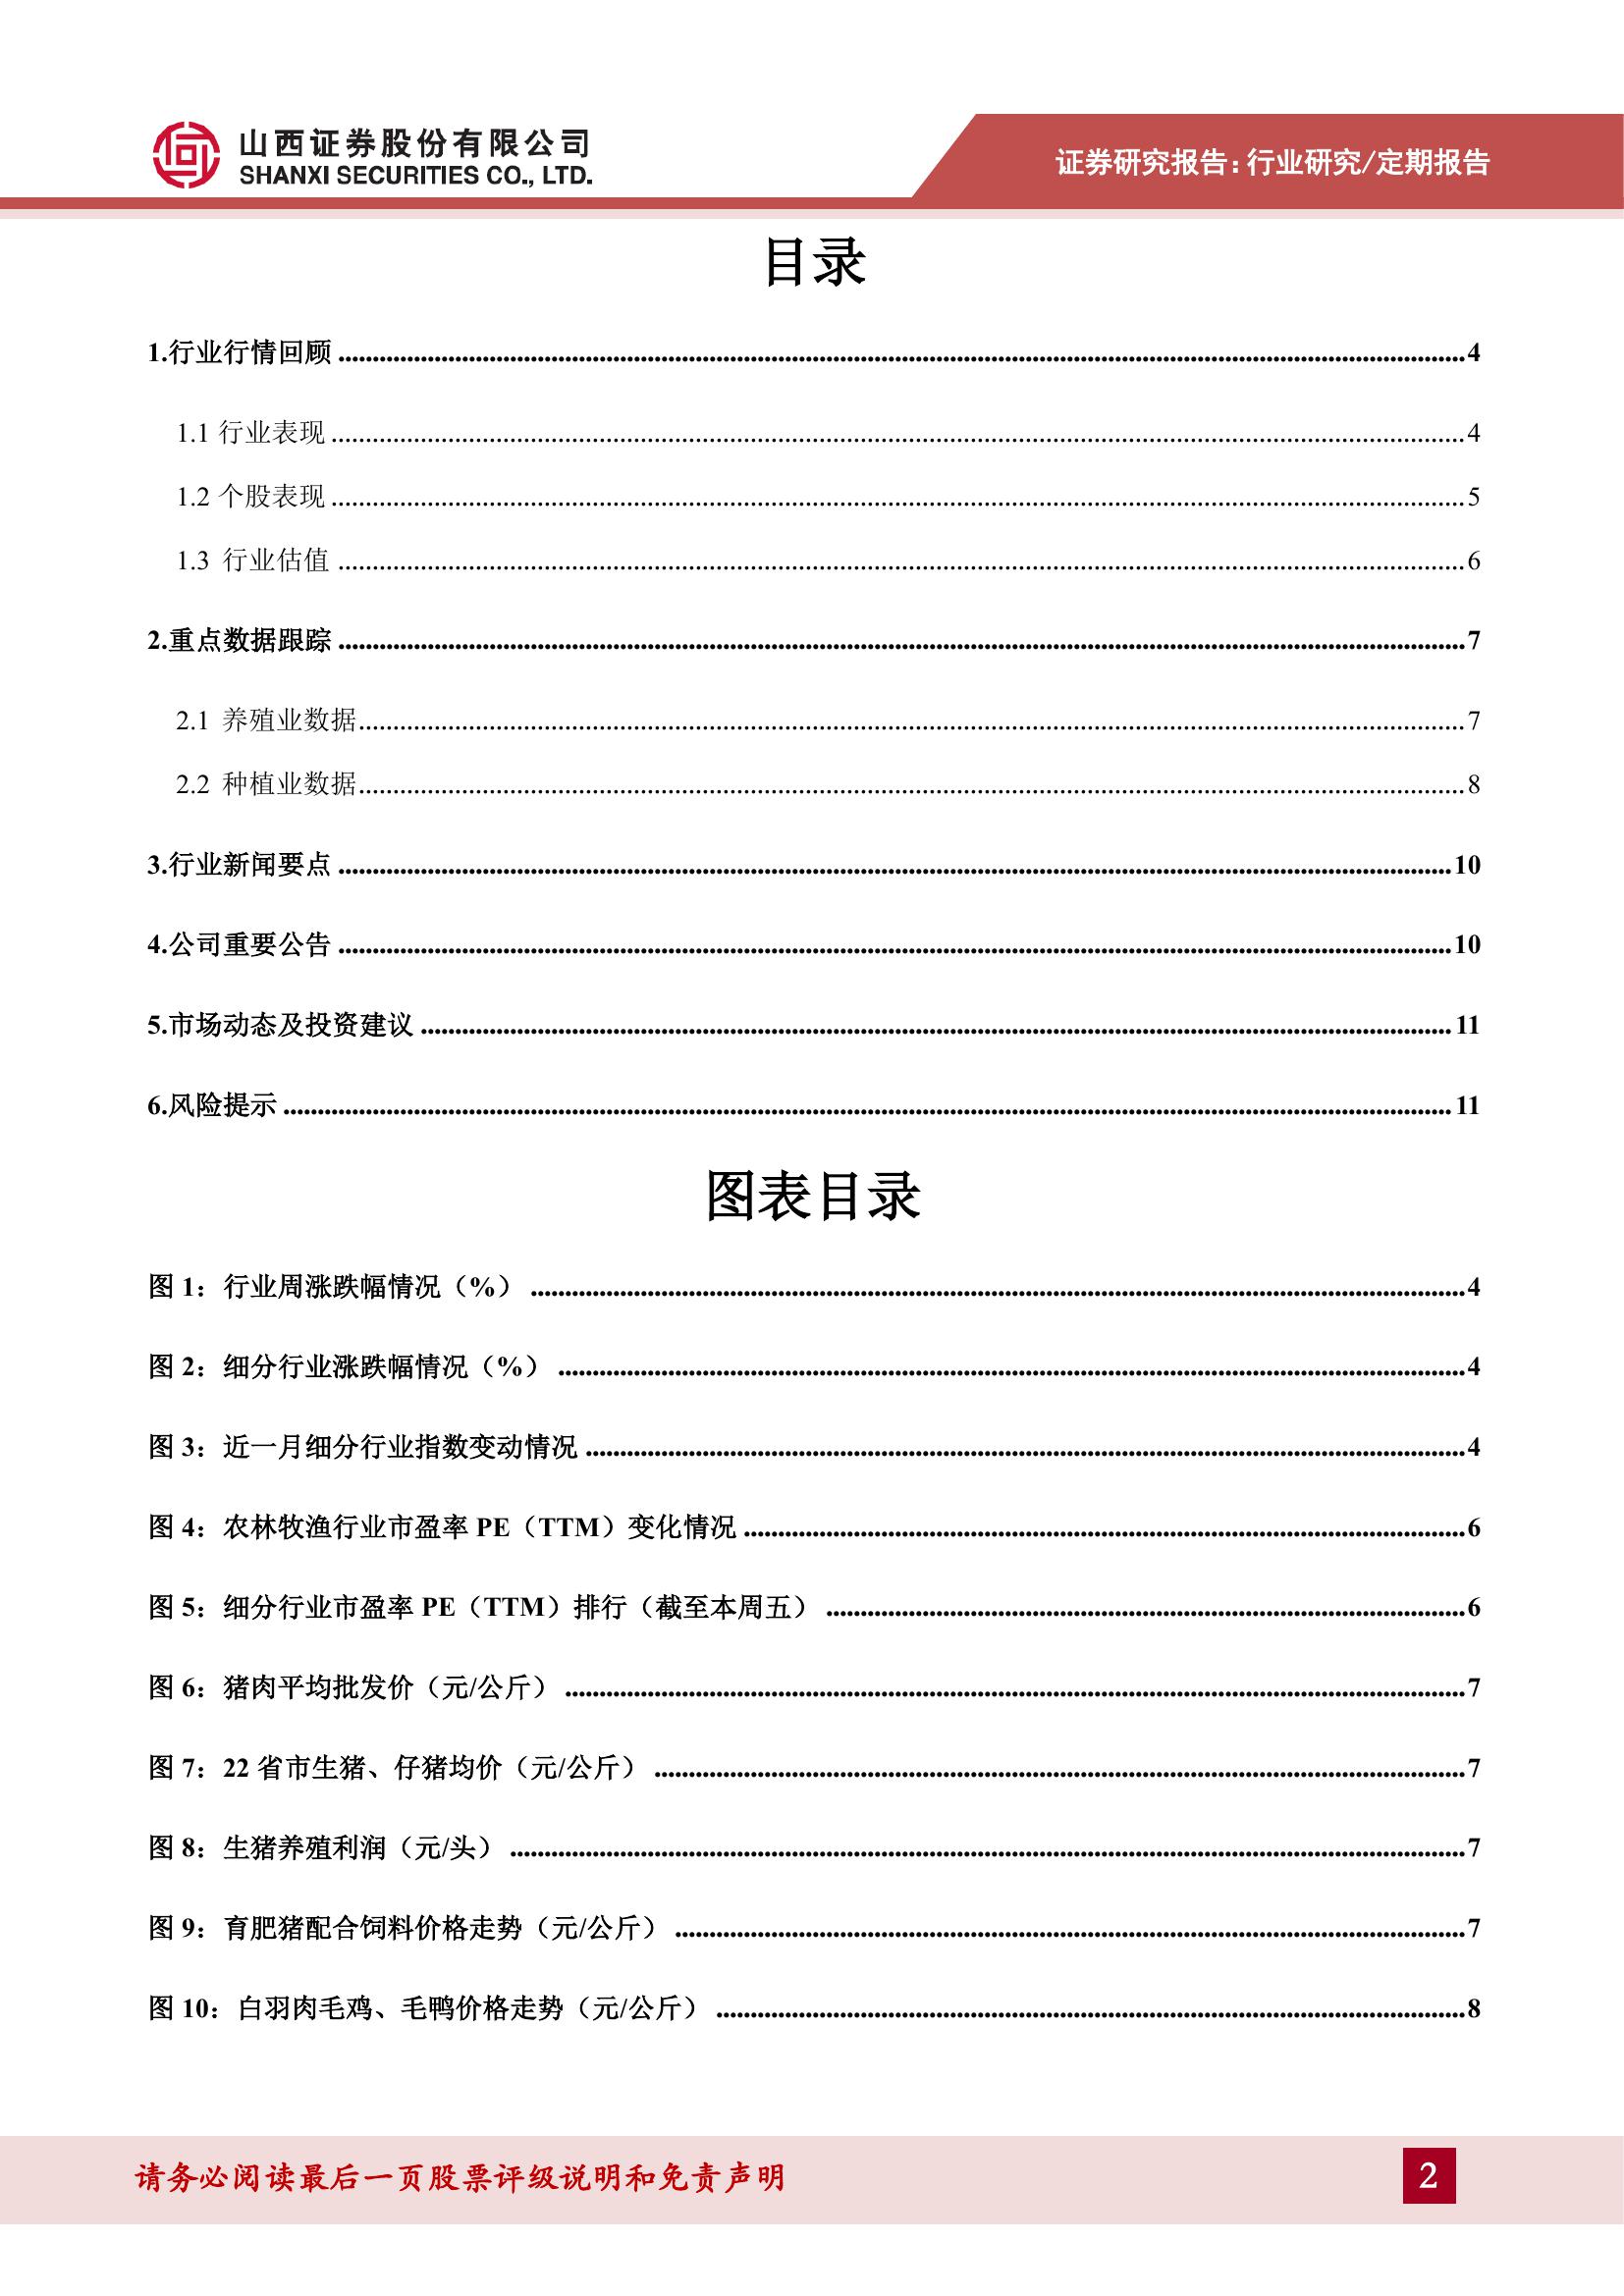 山西证券股份有限公司
SHANXI SECURITIES CO., LTD.
证券研究报告：行业研究/定期报告
目录
1.行业行情回顾 ........ 4
1.1 行业表现 ........ 4
1.2 个股表现 ........ 5
1.3 行业估值 ........ 6
2.重点数据跟踪 ........ 7
2.1 养殖业数据 ........ 7
2.2 种植业数据 ........ 8
3.行业新闻要点 ........ 10
4.公司重要公告 ........ 10
5.市场动态及投资建议 ........ 11
6.风险提示 ........ 11
图表目录
图 1：行业周涨跌幅情况（%） ........ 4
图 2：细分行业涨跌幅情况（%） ........ 4
图 3：近一月细分行业指数变动情况 ........ 4
图 4：农林牧渔行业市盈率 PE（TTM）变化情况 ........ 6
图 5：细分行业市盈率 PE（TTM）排行（截至本周五） ........ 6
图 6：猪肉平均批发价（元/公斤） ........ 7
图 7：22 省市生猪、仔猪均价（元/公斤） ........ 7
图 8：生猪养殖利润（元/头） ........ 7
图 9：育肥猪配合饲料价格走势（元/公斤） ........ 7
图 10：白羽肉毛鸡、毛鸭价格走势（元/公斤） ........ 8
请务必阅读最后一页股票评级说明和免责声明
2